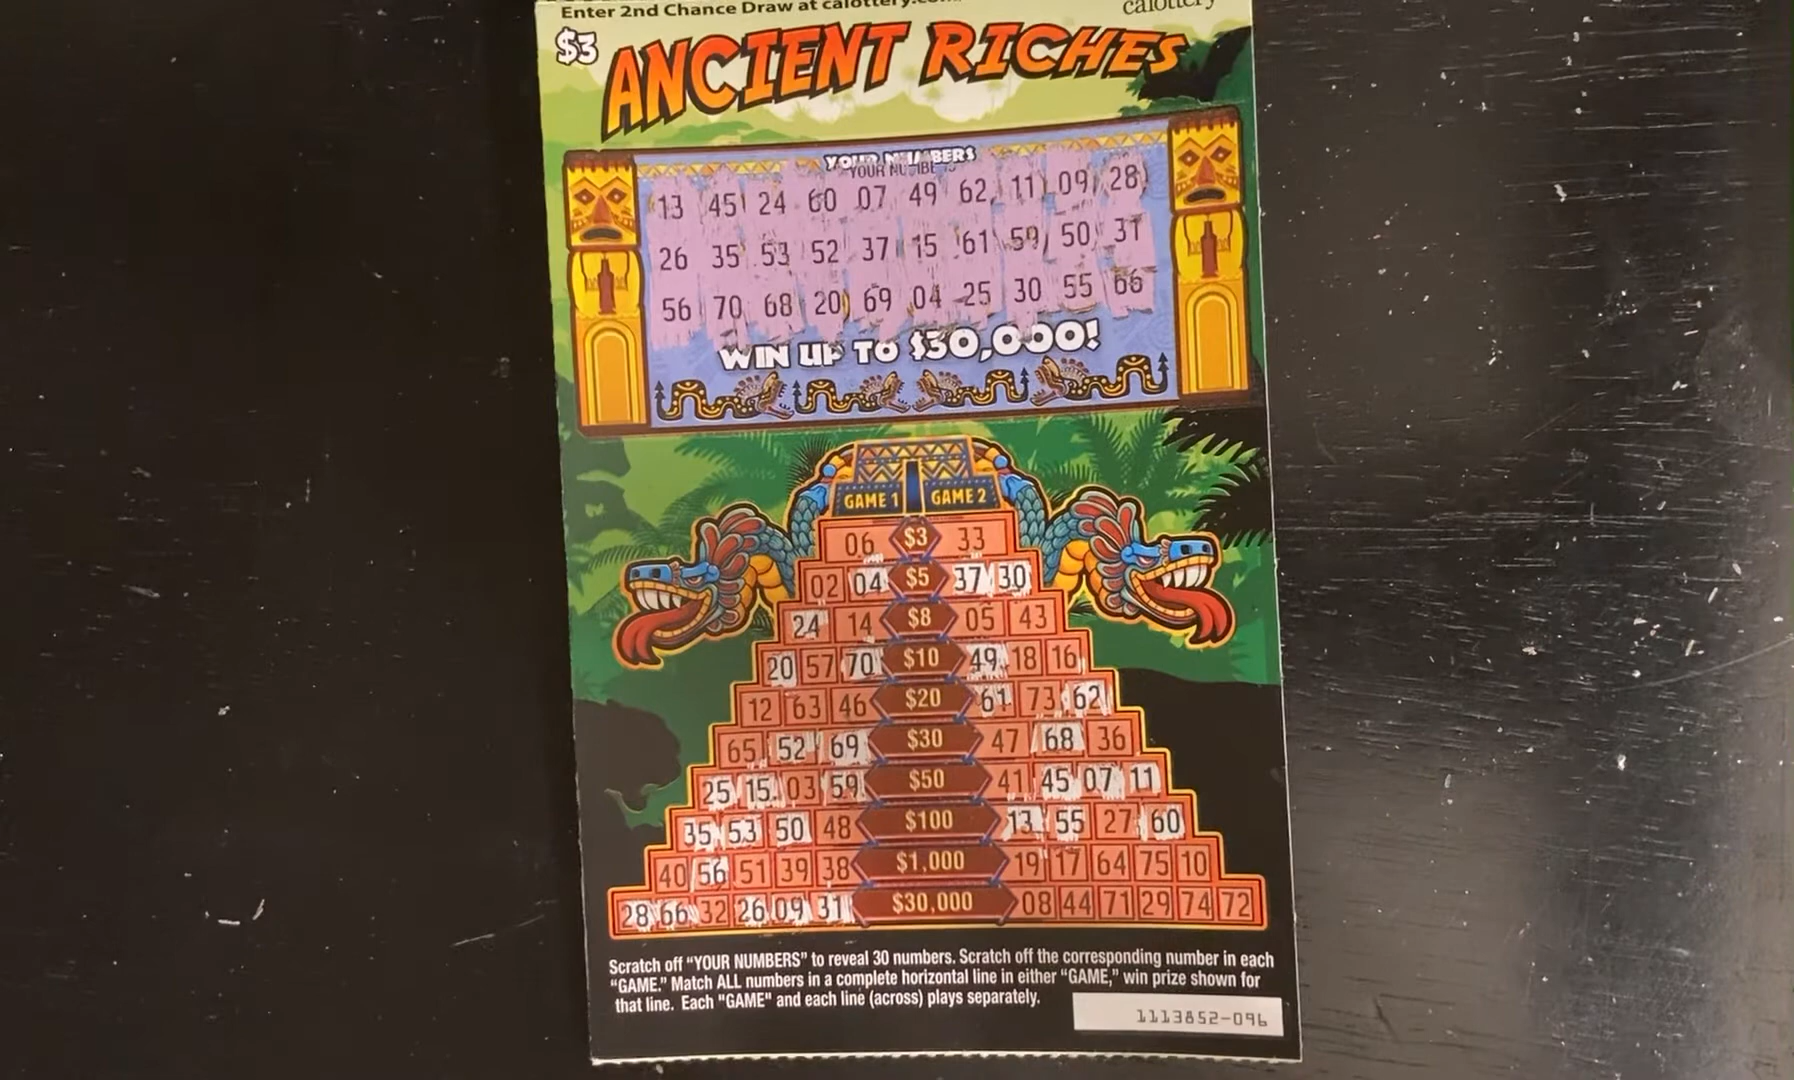 Enter 2nd Chance Draw at calottery.com
calottery
$3
ANCIENT RICHES
YOUR NUMBERS
YOUR NUMBERS
13 45 24 60 07 49 62 11 09 28
26 35 53 52 37 15 61 59 50 31
56 70 68 20 69 04 25 30 55 66
WIN UP TO $30,000!
GAME 1 GAME 2
06 $3 33
02 04 $5 37 30
24 14 $8 05 43
20 57 70 $10 49 18 16
12 63 46 $20 61 73 62
65 52 69 $30 47 68 36
25 15 03 59 $50 41 45 07 11
35 53 50 48 $100 13 55 27 60
40 56 51 39 38 $1,000 19 17 64 75 10
28 66 32 26 09 31 $30,000 08 44 71 29 74 72
Scratch off “YOUR NUMBERS” to reveal 30 numbers. Scratch off the corresponding number in each
“GAME.” Match ALL numbers in a complete horizontal line in either “GAME,” win prize shown for
that line. Each "GAME" and each line (across) plays separately.
1113852-096